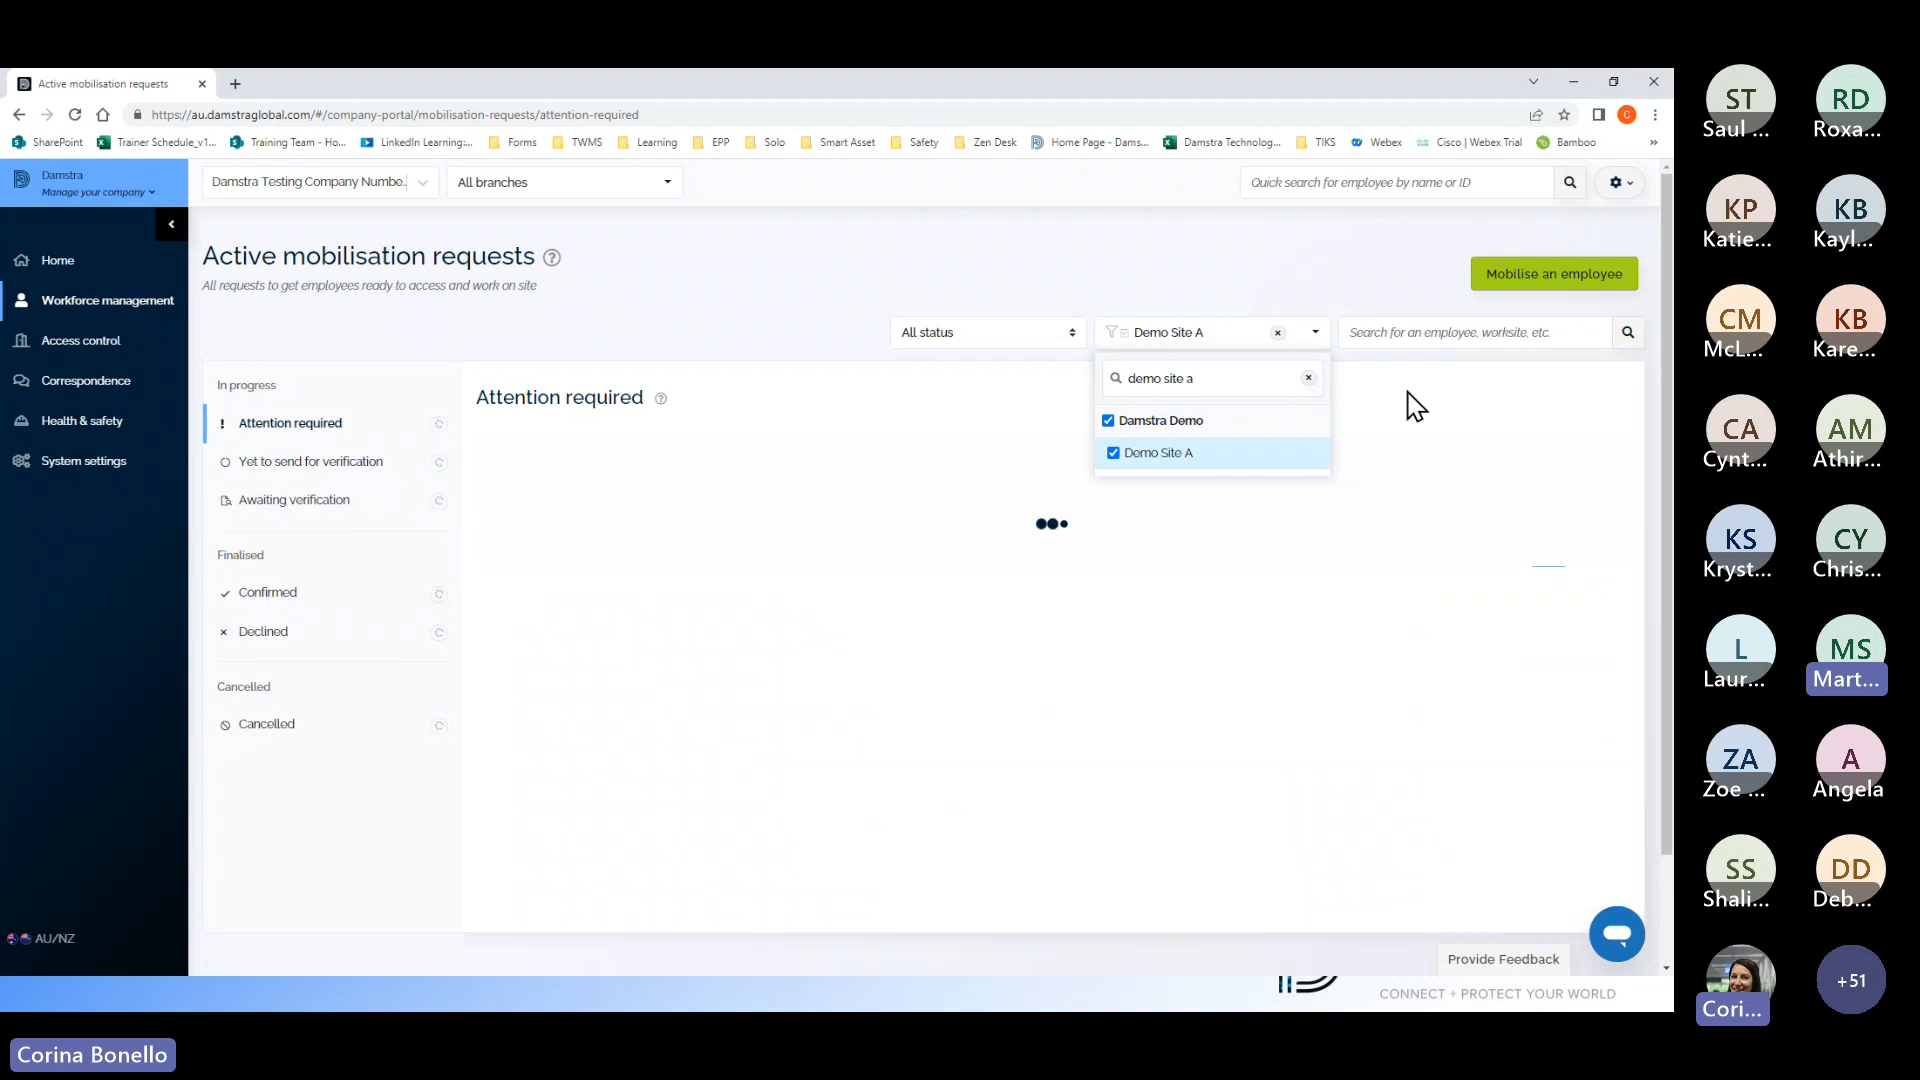 Active mobilisation requests
https://au.damstraglobal.com/#/company-portal/mobilisation-requests/attention-required
C
SharePoint
Trainer Schedule_v1...
Training Team - Ho...
LinkedIn Learning:...
Forms
TWMS
Learning
EPP
Solo
Smart Asset
Safety
Zen Desk
Home Page - Dams...
Damstra Technolog...
TIKS
Webex
Cisco | Webex Trial
Bamboo
»
Damstra
Manage your company
Damstra Testing Company Numbe..
All branches
Quick search for employee by name or ID
Home
Workforce management
Access control
Correspondence
Health & safety
System settings
AU/NZ
Active mobilisation requests
All requests to get employees ready to access and work on site
Mobilise an employee
All status
Demo Site A
Search for an employee, worksite, etc.
demo site a
Damstra Demo
Demo Site A
In progress
Attention required
Yet to send for verification
Awaiting verification
Finalised
Confirmed
Declined
Cancelled
Cancelled
Attention required
Provide Feedback
CONNECT + PROTECT YOUR WORLD
Corina Bonello
ST
Saul ...
RD
Roxa...
KP
Katie...
KB
Kayl...
CM
McL...
KB
Kare...
CA
Cynt...
AM
Athir...
KS
Kryst...
CY
Chris...
L
Laur...
MS
Mart...
ZA
Zoe ...
A
Angela
SS
Shali...
DD
Deb...
Cori...
+51